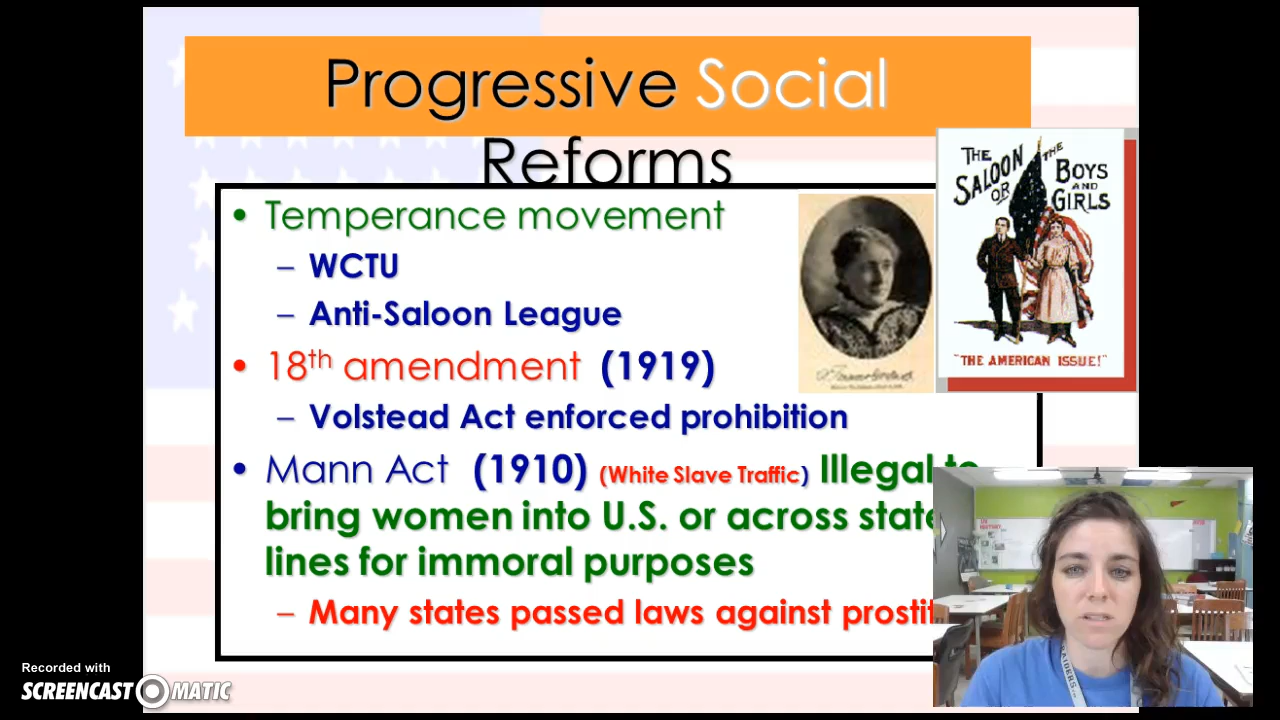 Progressive Social
Reforms
• Temperance movement
– WCTU
– Anti-Saloon League
• 18th amendment (1919)
– Volstead Act enforced prohibition
• Mann Act (1910) (White Slave Traffic) Illegal to
bring women into U.S. or across state
lines for immoral purposes
– Many states passed laws against prostit
THE SALOON OR THE BOYS AND GIRLS
"THE AMERICAN ISSUE!"
RAIDERS
Recorded with
SCREENCAST-O-MATIC